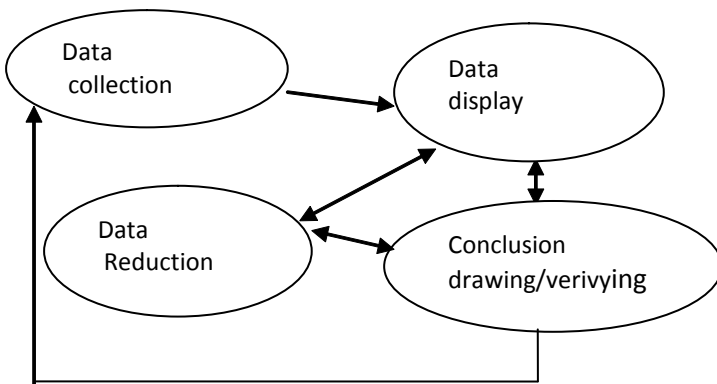 Data
collection
Data
display
Data
Reduction
Conclusion
drawing/verivying